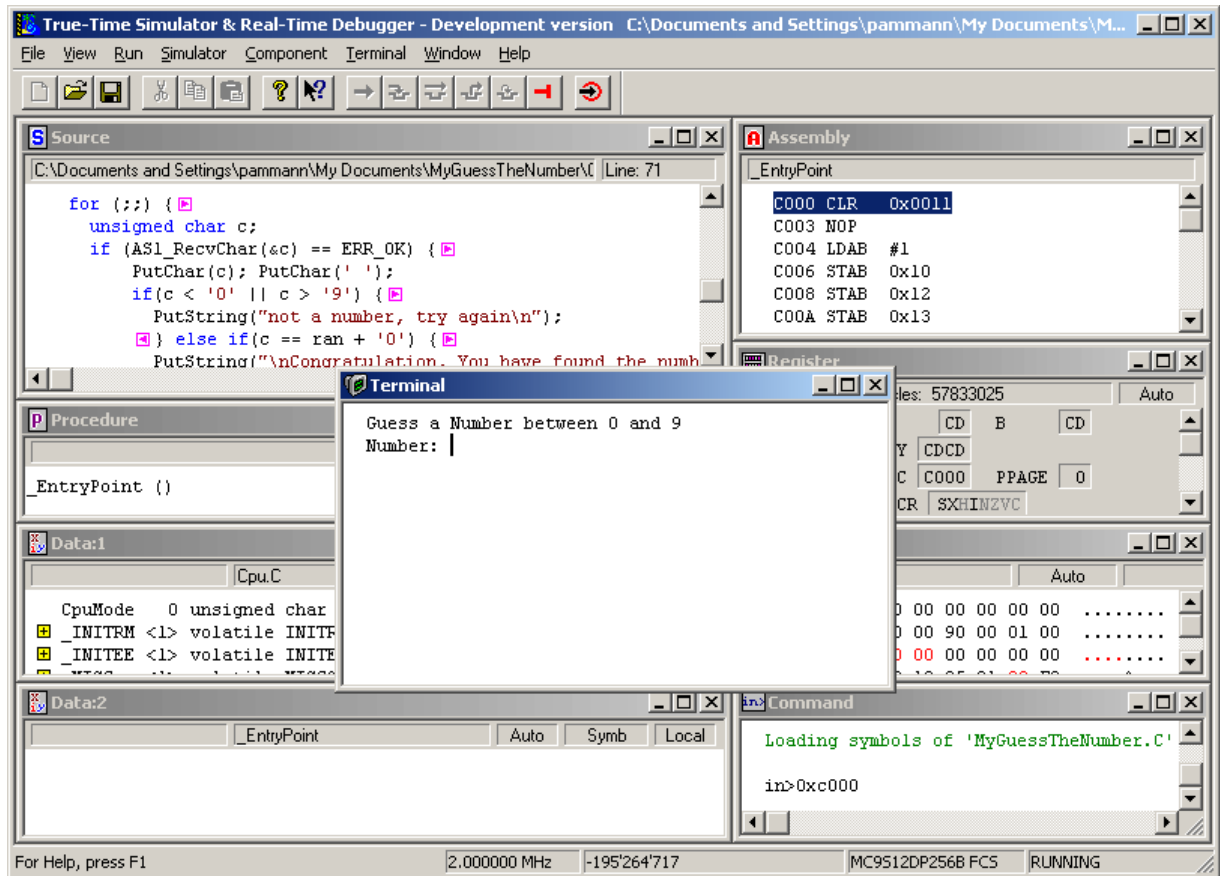 True-Time Simulator & Real-Time Debugger - Development version C:\Documents and Settings\pammann\My Documents\M...
File View Run Simulator Component Terminal Window Help
Source
C:\Documents and Settings\pammann\My Documents\MyGuessTheNumber\( Line: 71
for (;;) {
unsigned char c;
if (AS1_RecvChar(&c) == ERR_OK) {
PutChar(c); PutChar(' ');
if(c < '0' || c > '9') {
PutString("not a number, try again\n");
} else if(c == ran + '0') {
PutString("\nCongratulation. You have found the numb
Assembly
_EntryPoint
C000 CLR 0x0011
C003 NOP
C004 LDAB #1
C006 STAB 0x10
C008 STAB 0x12
C00A STAB 0x13
Register
cles: 57833025 Auto
CD B CD
Y CDCD
C C000 PPAGE 0
CR SXHINZVC
Terminal
Guess a Number between 0 and 9
Number:
Procedure
_EntryPoint ()
Data:1
Cpu.C
CpuMode 0 unsigned char
_INITRM <1> volatile INITR
_INITEE <1> volatile INITE
Auto
00 00 00 00 00 ........
00 90 00 01 00 ........
00 00 00 00 00 ........
Data:2
_EntryPoint Auto Symb Local
in> Command
Loading symbols of 'MyGuessTheNumber.C'
in>0xc000
For Help, press F1 2.000000 MHz -195'264'717 MC9S12DP256B FCS RUNNING